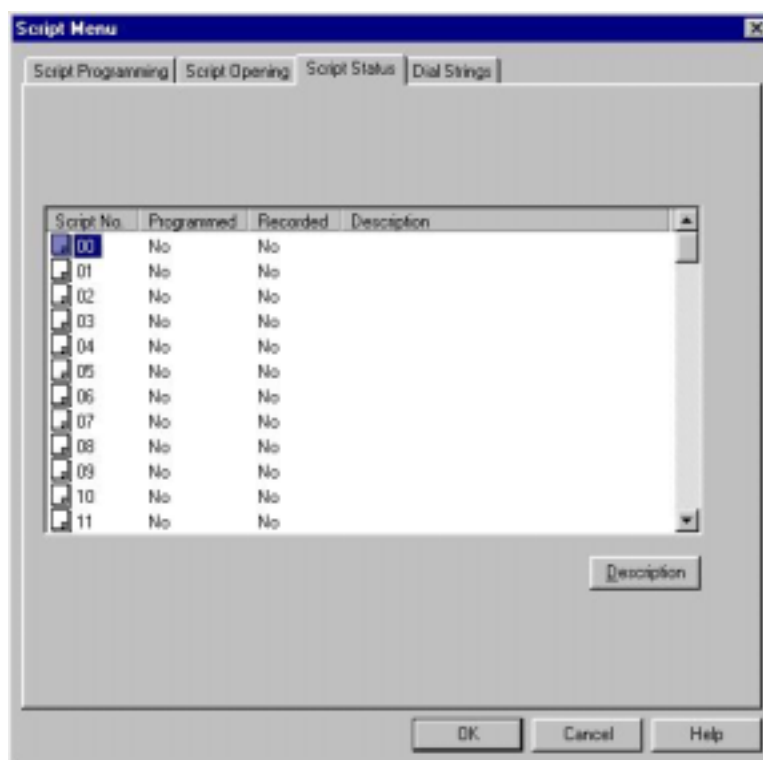 Script Menu
Script Programming Script Opening Script Status Dial Strings
Script No. Programmed Recorded Description
00 No No
01 No No
02 No No
03 No No
04 No No
05 No No
06 No No
07 No No
08 No No
09 No No
10 No No
11 No No
Description
OK Cancel Help